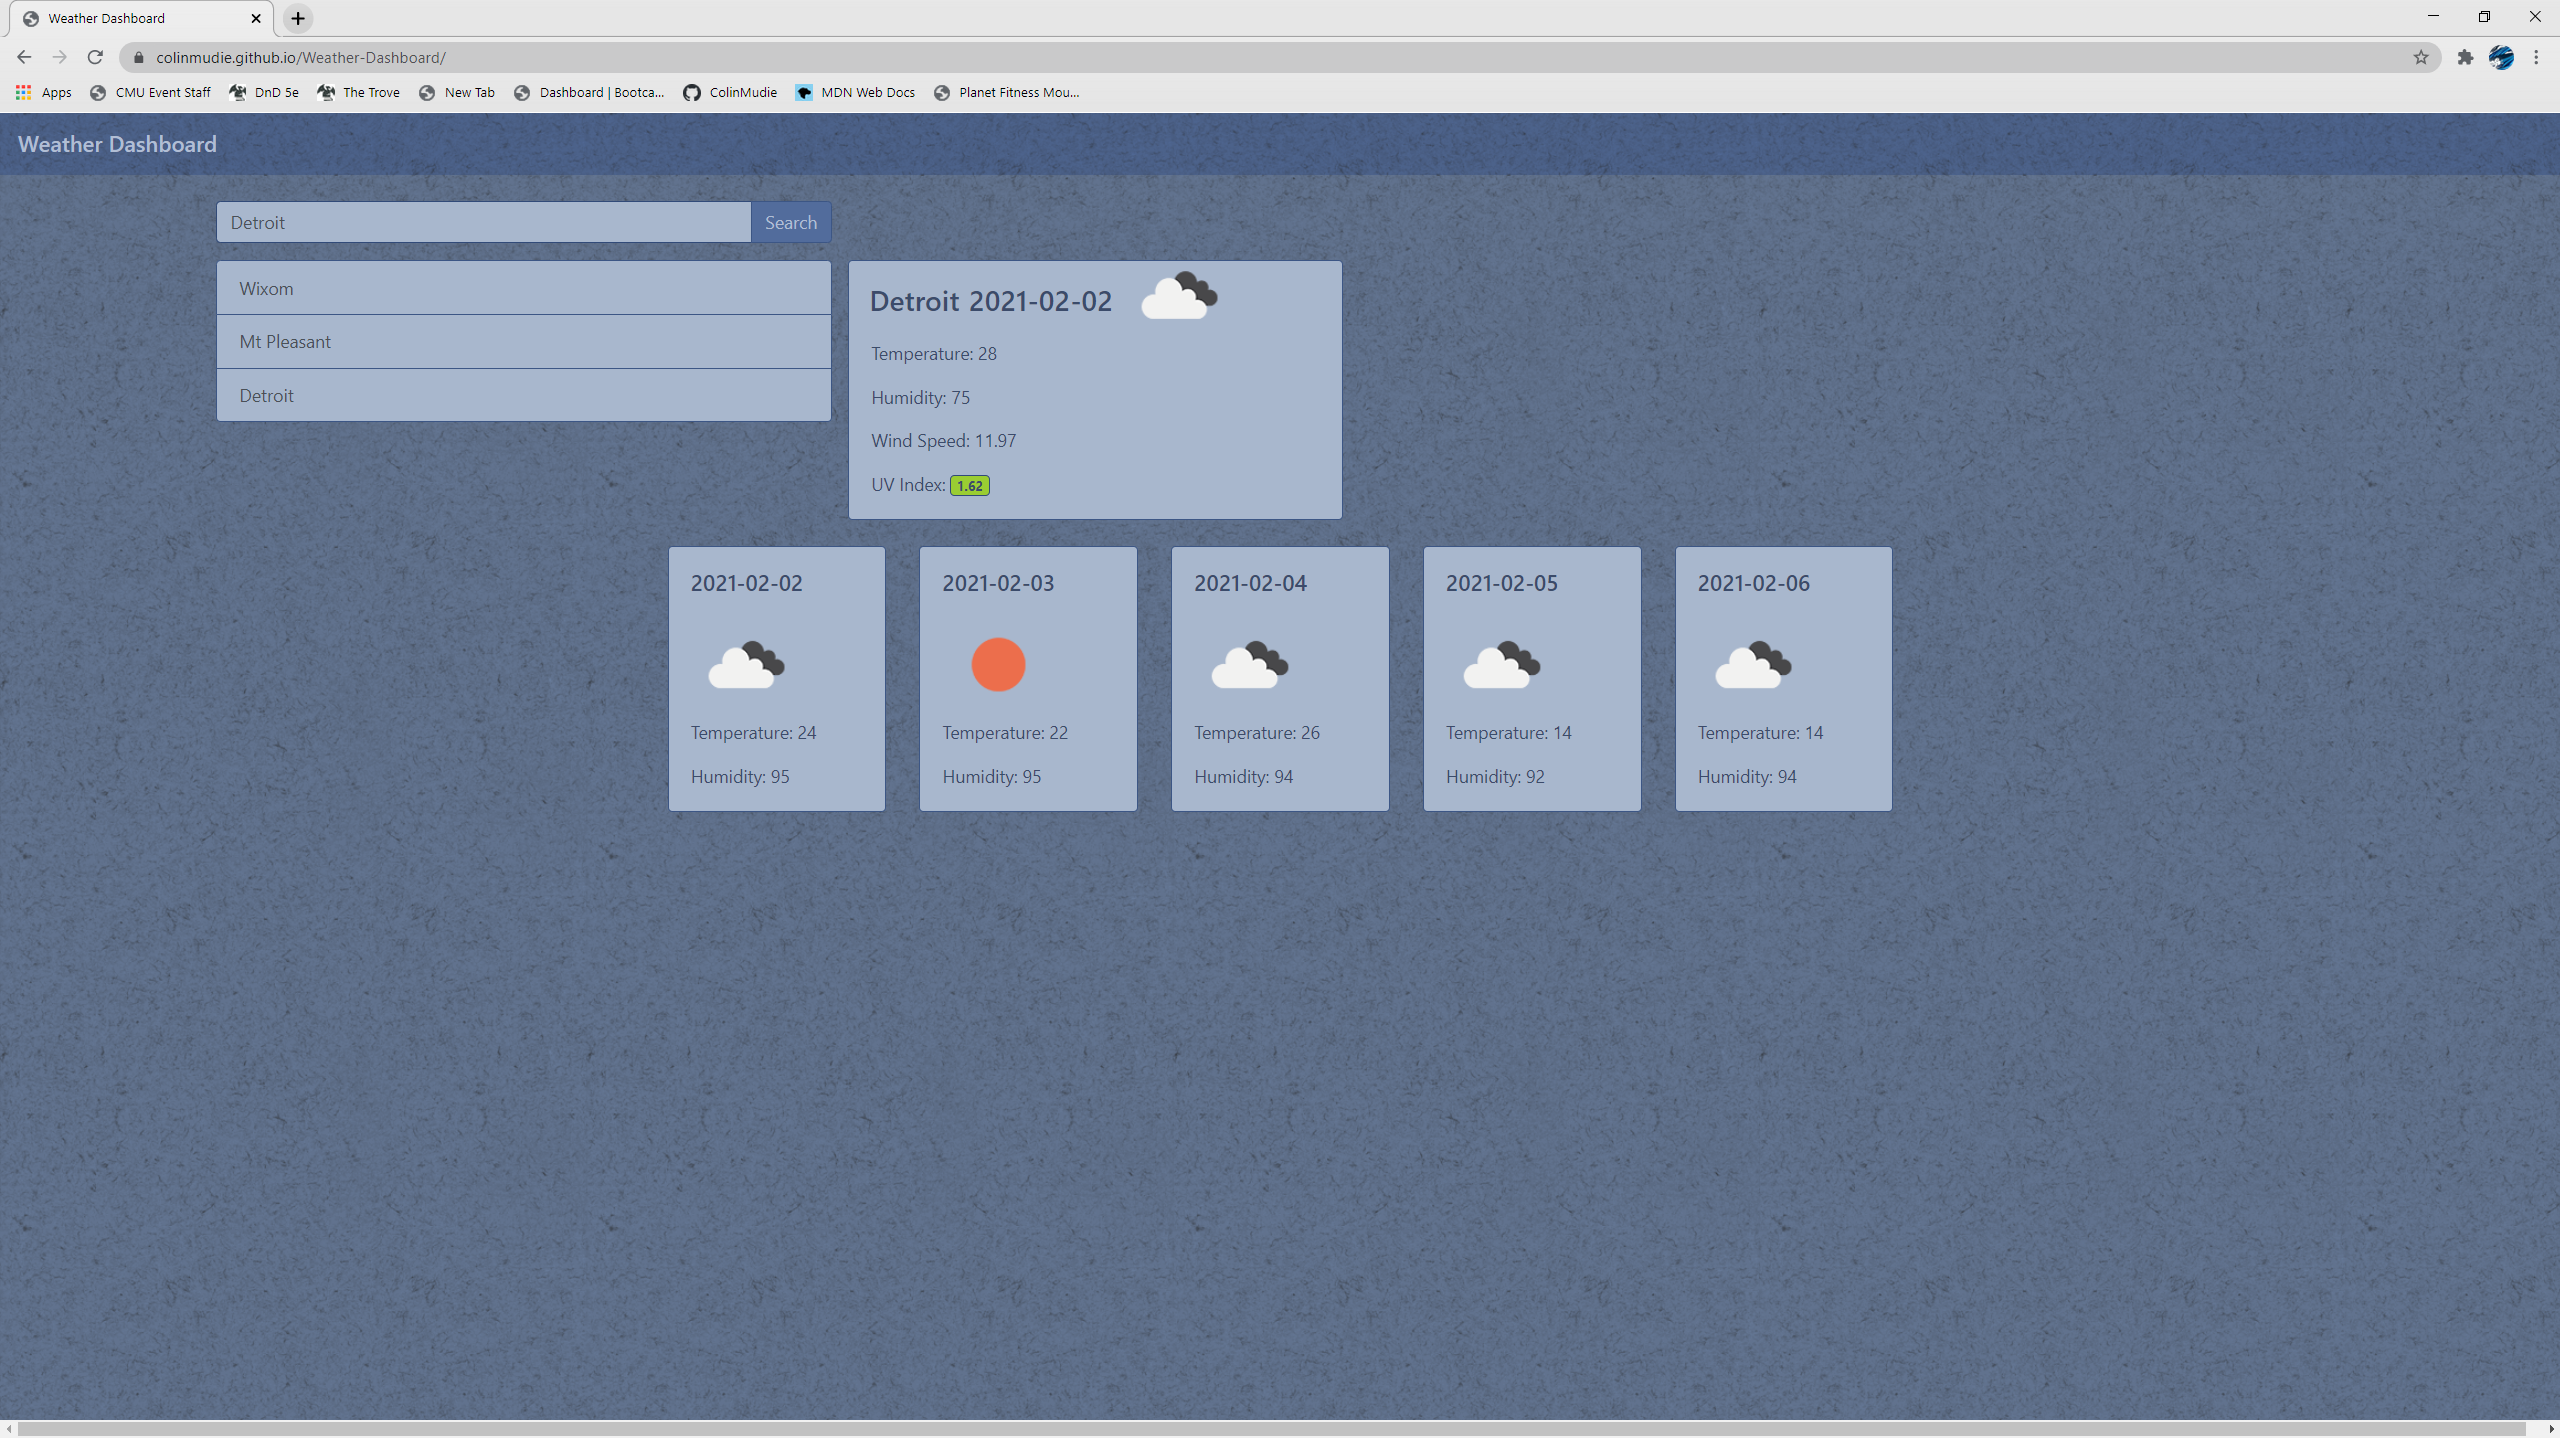 Weather Dashboard
colinmudie.github.io/Weather-Dashboard/
Apps CMU Event Staff DnD 5e The Trove New Tab Dashboard | Bootca... ColinMudie MDN Web Docs Planet Fitness Mou...
Weather Dashboard
Detroit Search
Wixom
Mt Pleasant
Detroit
Detroit 2021-02-02
Temperature: 28
Humidity: 75
Wind Speed: 11.97
UV Index: 1.62
2021-02-02
Temperature: 24
Humidity: 95
2021-02-03
Temperature: 22
Humidity: 95
2021-02-04
Temperature: 26
Humidity: 94
2021-02-05
Temperature: 14
Humidity: 92
2021-02-06
Temperature: 14
Humidity: 94